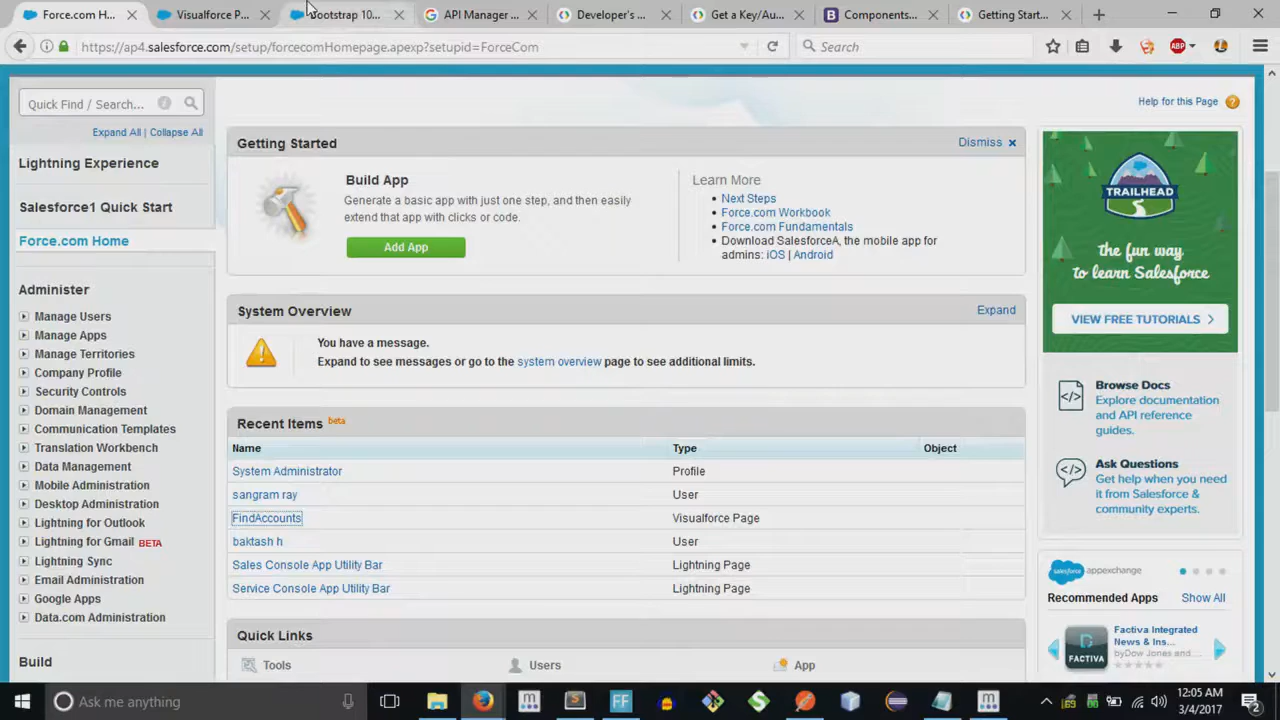 Force.com H...
Visualforce P...
Bootstrap 10...
API Manager ...
Developer's ...
Get a Key/Au...
Components...
Getting Start...
https://ap4.salesforce.com/setup/forcecomHomepage.apexp?setupid=ForceCom
Search
ABP
Quick Find / Search...
Expand All | Collapse All
Lightning Experience
Salesforce1 Quick Start
Force.com Home
Administer
Manage Users
Manage Apps
Manage Territories
Company Profile
Security Controls
Domain Management
Communication Templates
Translation Workbench
Data Management
Mobile Administration
Desktop Administration
Lightning for Outlook
Lightning for Gmail BETA
Lightning Sync
Email Administration
Google Apps
Data.com Administration
Build
Help for this Page
Getting Started
Dismiss
Build App
Generate a basic app with just one step, and then easily
extend that app with clicks or code.
Add App
Learn More
Next Steps
Force.com Workbook
Force.com Fundamentals
Download SalesforceA, the mobile app for
admins: iOS | Android
System Overview
Expand
You have a message.
Expand to see messages or go to the system overview page to see additional limits.
Recent Items beta
Name Type Object
System Administrator Profile
sangram ray User
FindAccounts Visualforce Page
baktash h User
Sales Console App Utility Bar Lightning Page
Service Console App Utility Bar Lightning Page
Quick Links
Tools Users App
TRAILHEAD
the fun way
to learn Salesforce
VIEW FREE TUTORIALS
Browse Docs
Explore documentation
and API reference
guides.
Ask Questions
Get help when you need
it from Salesforce &
community experts.
salesforce appexchange
Recommended Apps Show All
FACTIVA
Factiva Integrated
News & Ins...
byDow Jones and...
Ask me anything
FF
12:05 AM
3/4/2017
2